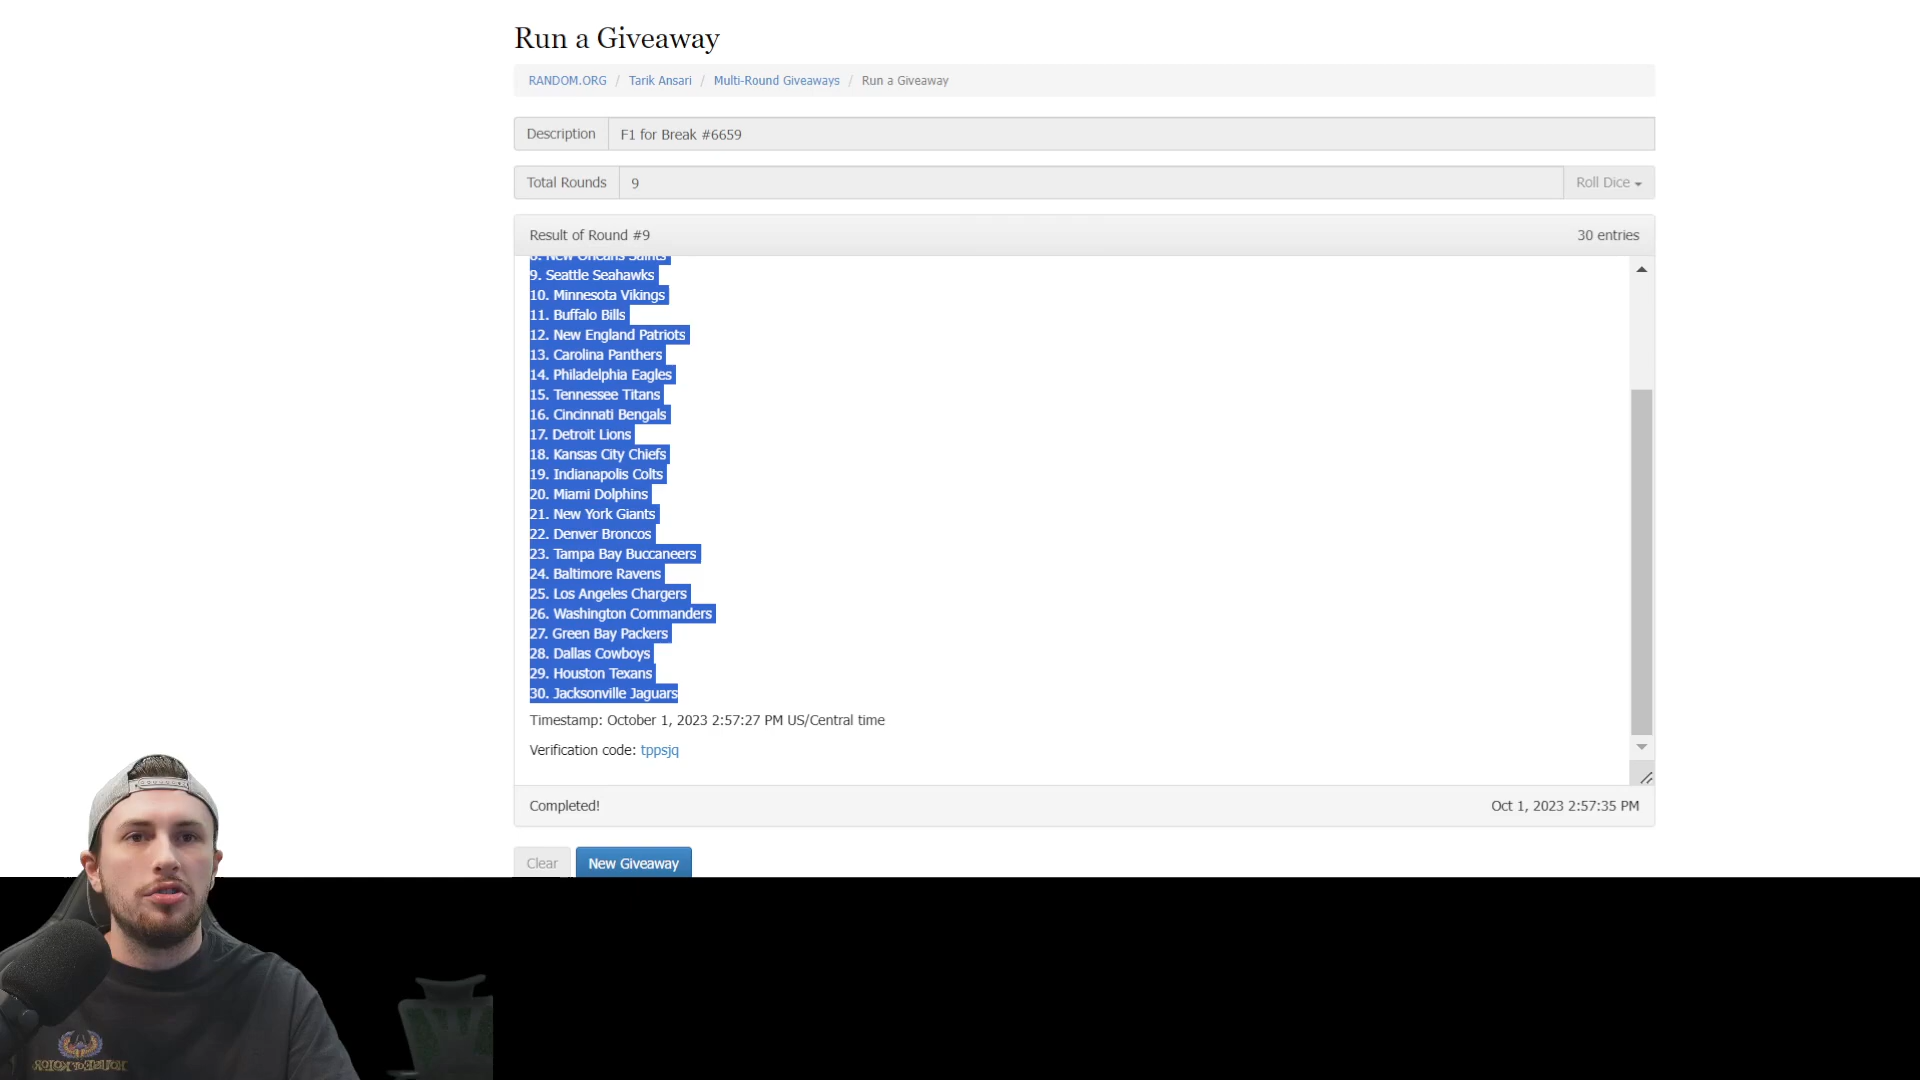 Run a Giveaway
RANDOM.ORG / Tarik Ansari / Multi-Round Giveaways / Run a Giveaway
Description F1 for Break #6659
Total Rounds 9 Roll Dice
Result of Round #9 30 entries
8. New Orleans Saints
9. Seattle Seahawks
10. Minnesota Vikings
11. Buffalo Bills
12. New England Patriots
13. Carolina Panthers
14. Philadelphia Eagles
15. Tennessee Titans
16. Cincinnati Bengals
17. Detroit Lions
18. Kansas City Chiefs
19. Indianapolis Colts
20. Miami Dolphins
21. New York Giants
22. Denver Broncos
23. Tampa Bay Buccaneers
24. Baltimore Ravens
25. Los Angeles Chargers
26. Washington Commanders
27. Green Bay Packers
28. Dallas Cowboys
29. Houston Texans
30. Jacksonville Jaguars
Timestamp: October 1, 2023 2:57:27 PM US/Central time
Verification code: tppsjq
Completed! Oct 1, 2023 2:57:35 PM
Clear New Giveaway